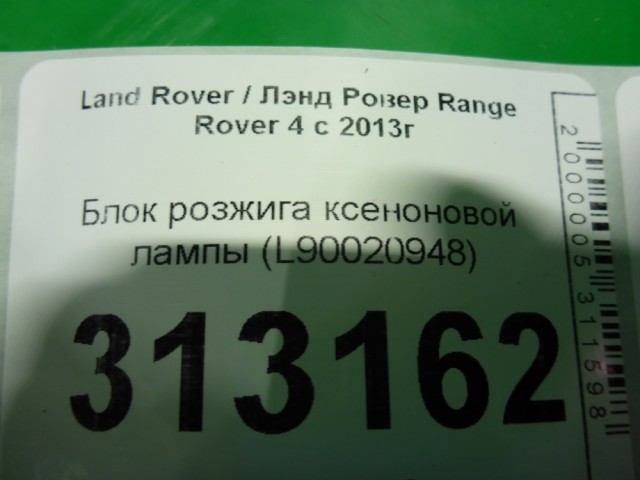 Land Rover / Лэнд Ровер Range
Rover 4 с 2013г
Блок розжига ксеноновой
лампы (L90020948)
313162
2000005311598